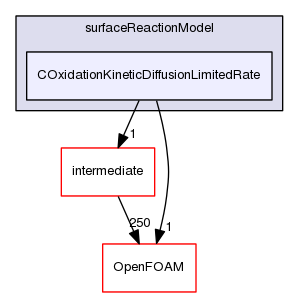 surfaceReactionModel
COxidationKineticDiffusionLimitedRate
1
intermediate
250
1
OpenFOAM